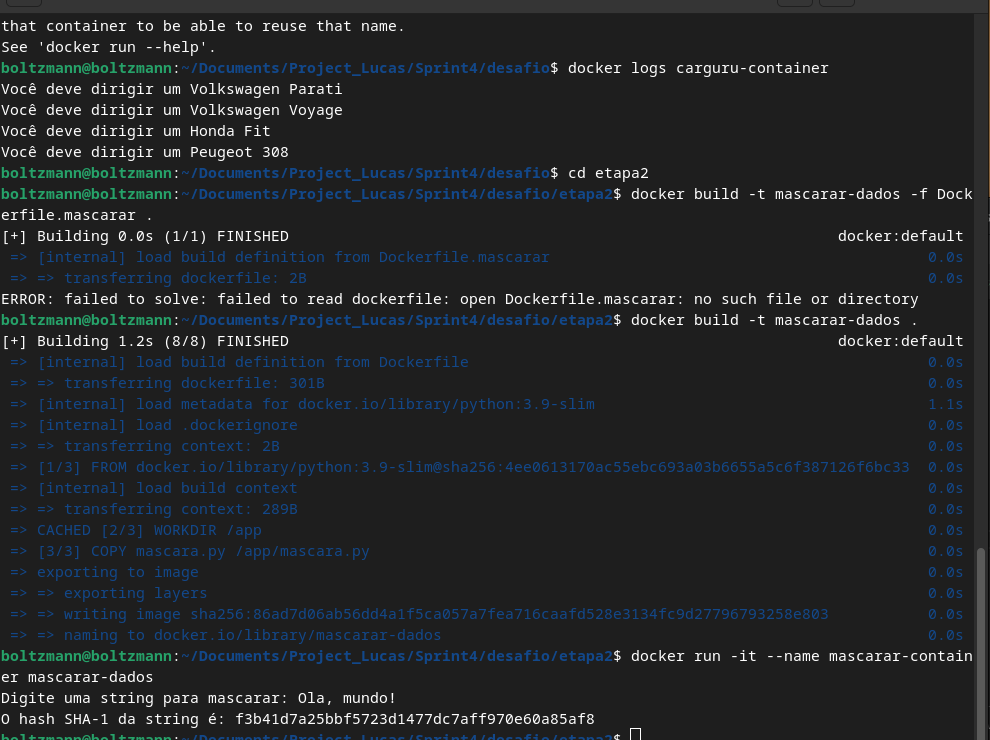 that container to be able to reuse that name.
See 'docker run --help'.
boltzmann@boltzmann:~/Documents/Project_Lucas/Sprint4/desafio$ docker logs carguru-container
Você deve dirigir um Volkswagen Parati
Você deve dirigir um Volkswagen Voyage
Você deve dirigir um Honda Fit
Você deve dirigir um Peugeot 308
boltzmann@boltzmann:~/Documents/Project_Lucas/Sprint4/desafio$ cd etapa2
boltzmann@boltzmann:~/Documents/Project_Lucas/Sprint4/desafio/etapa2$ docker build -t mascarar-dados -f Dock
erfile.mascarar .
[+] Building 0.0s (1/1) FINISHED docker:default
=> [internal] load build definition from Dockerfile.mascarar 0.0s
=> => transferring dockerfile: 2B 0.0s
ERROR: failed to solve: failed to read dockerfile: open Dockerfile.mascarar: no such file or directory
boltzmann@boltzmann:~/Documents/Project_Lucas/Sprint4/desafio/etapa2$ docker build -t mascarar-dados .
[+] Building 1.2s (8/8) FINISHED docker:default
=> [internal] load build definition from Dockerfile 0.0s
=> => transferring dockerfile: 301B 0.0s
=> [internal] load metadata for docker.io/library/python:3.9-slim 1.1s
=> [internal] load .dockerignore 0.0s
=> => transferring context: 2B 0.0s
=> [1/3] FROM docker.io/library/python:3.9-slim@sha256:4ee0613170ac55ebc693a03b6655a5c6f387126f6bc33 0.0s
=> [internal] load build context 0.0s
=> => transferring context: 289B 0.0s
=> CACHED [2/3] WORKDIR /app 0.0s
=> [3/3] COPY mascara.py /app/mascara.py 0.0s
=> exporting to image 0.0s
=> => exporting layers 0.0s
=> => writing image sha256:86ad7d06ab56dd4a1f5ca057a7fea716caafd528e3134fc9d27796793258e803 0.0s
=> => naming to docker.io/library/mascarar-dados 0.0s
boltzmann@boltzmann:~/Documents/Project_Lucas/Sprint4/desafio/etapa2$ docker run -it --name mascarar-contain
er mascarar-dados
Digite uma string para mascarar: Ola, mundo!
O hash SHA-1 da string é: f3b41d7a25bbf5723d1477dc7aff970e60a85af8
boltzmann@boltzmann:~/Documents/Project_Lucas/Sprint4/desafio/etapa2$